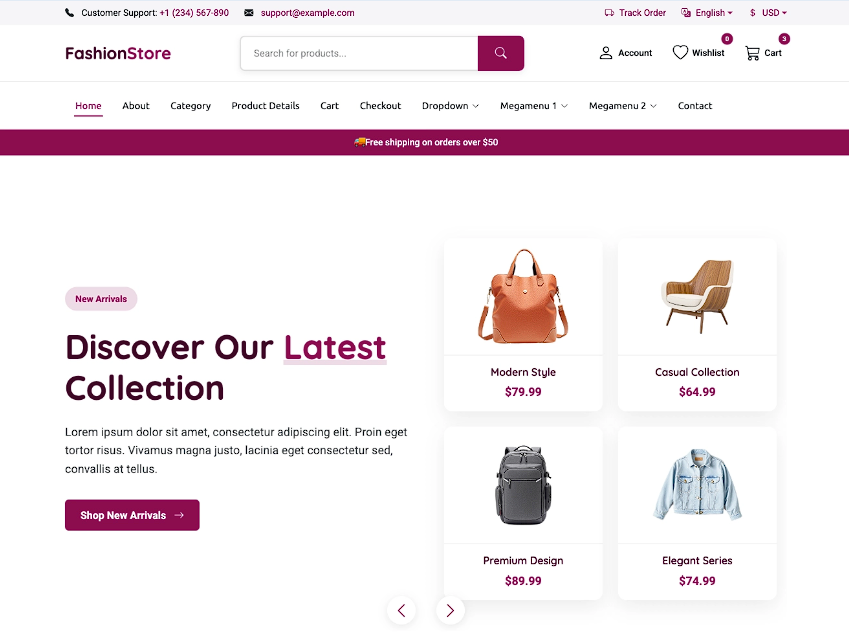 Customer Support: +1 (234) 567-890 support@example.com Track Order English $ USD
FashionStore Search for products... Account Wishlist 0 Cart 3
Home About Category Product Details Cart Checkout Dropdown Megamenu 1 Megamenu 2 Contact
🚚Free shipping on orders over $50
New Arrivals
Discover Our Latest
Collection
Lorem ipsum dolor sit amet, consectetur adipiscing elit. Proin eget
tortor risus. Vivamus magna justo, lacinia eget consectetur sed,
convallis at tellus.
Shop New Arrivals
Modern Style
$79.99
Casual Collection
$64.99
Premium Design
$89.99
Elegant Series
$74.99